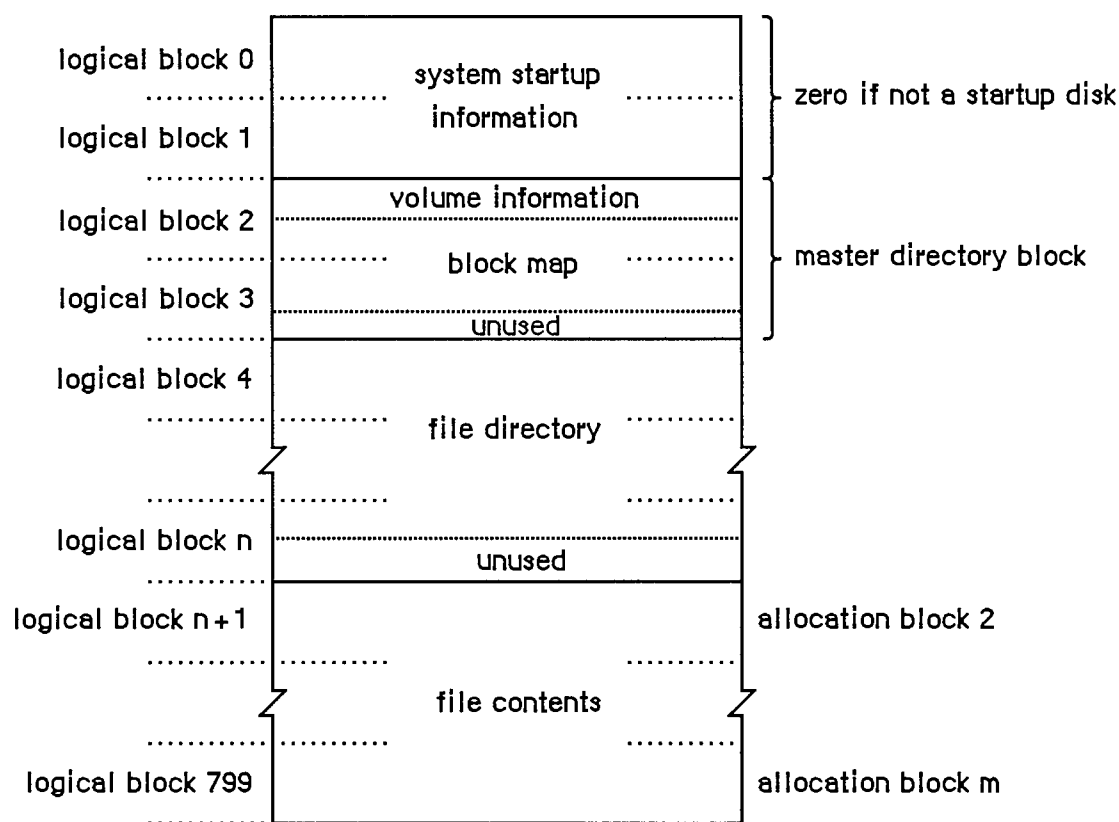 logical block 0
system startup
information
zero if not a startup disk
logical block 1
volume information
logical block 2
block map
master directory block
logical block 3
unused
logical block 4
file directory
logical block n
unused
logical block n+1
allocation block 2
file contents
logical block 799
allocation block m